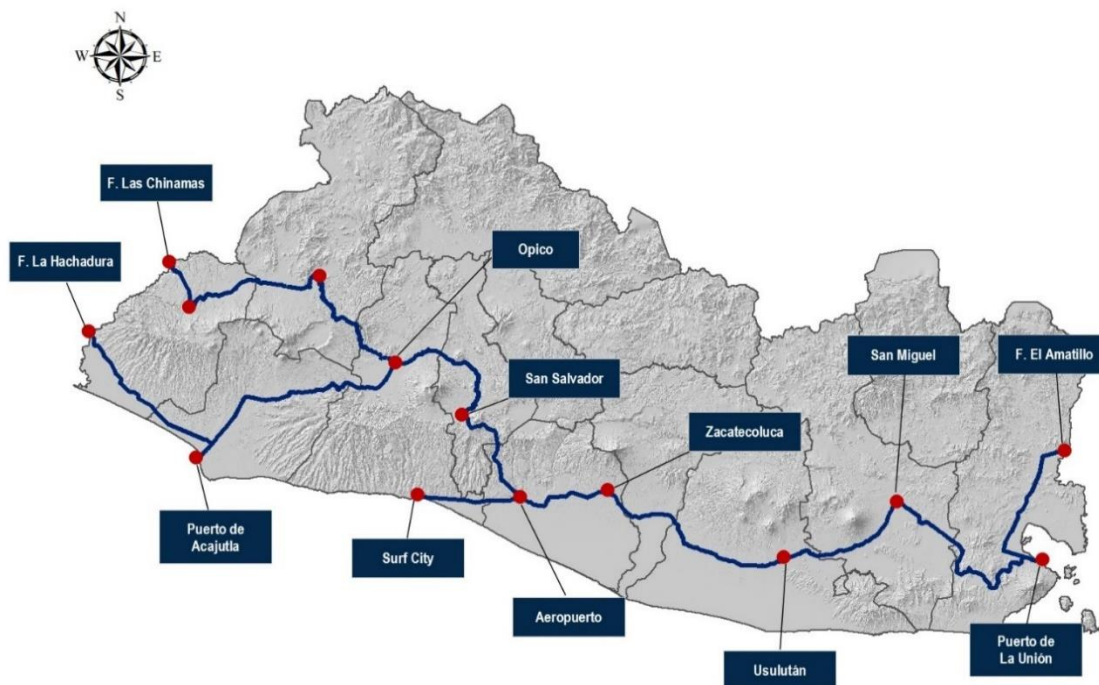 N
W E
S
F. Las Chinamas
F. La Hachadura
Opico
San Salvador
San Miguel
F. El Amatillo
Zacatecoluca
Puerto de
Acajutla
Surf City
Aeropuerto
Usulután
Puerto de
La Unión